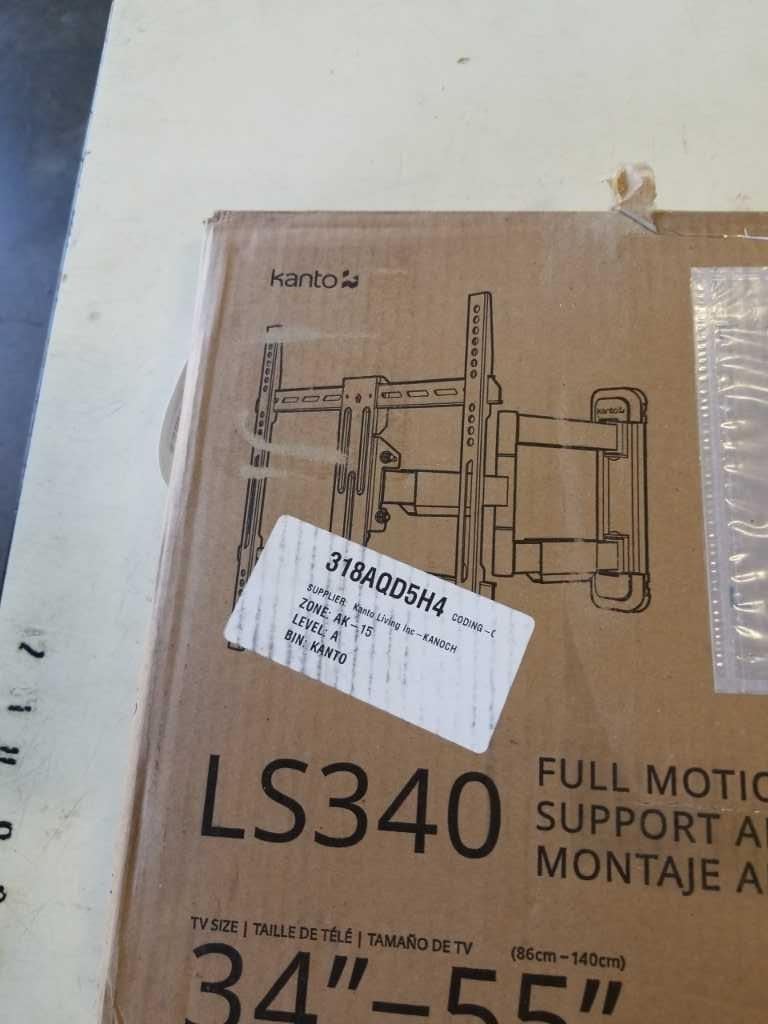 kanto
kanto
318AQD5H4 CODING-C
SUPPLIER: Kanto Living Inc-KANOCH
ZONE: AK-15
LEVEL: A
BIN: KANTO
LS340
FULL MOTIO
SUPPORT A
MONTAJE A
TV SIZE | TAILLE DE TÉLÉ | TAMAÑO DE TV
(86cm–140cm)
34"–55"